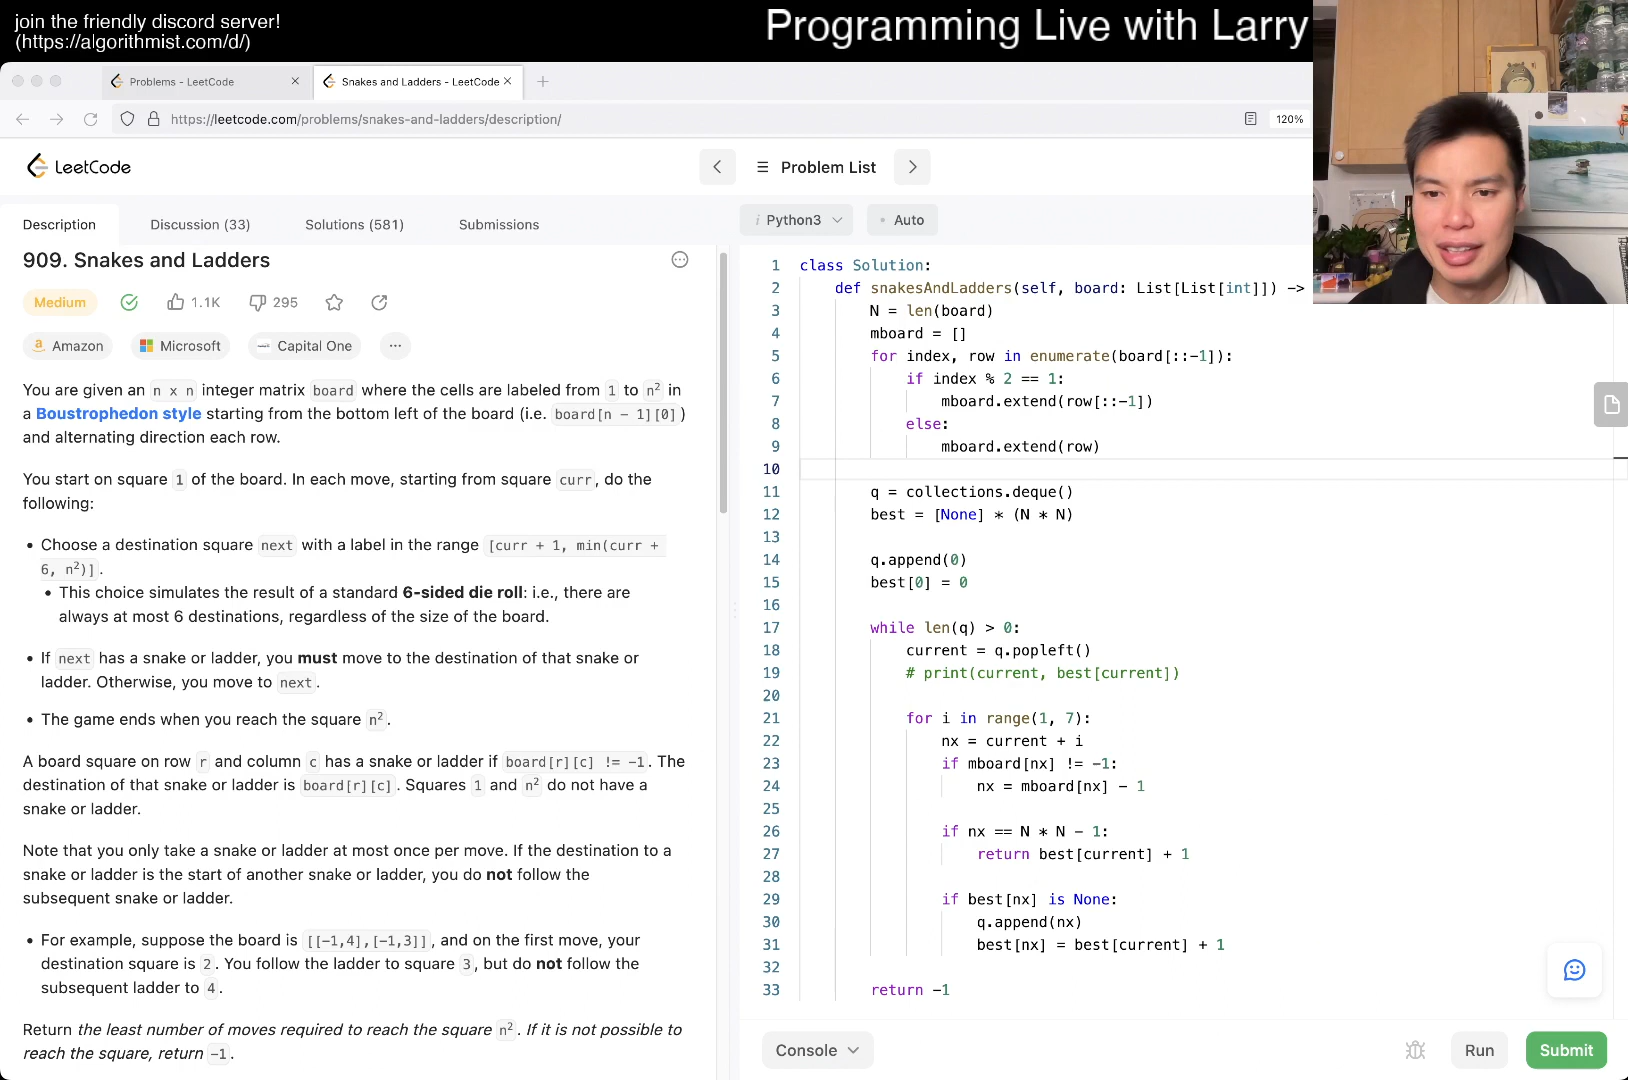 join the friendly discord server!
(https://algorithmist.com/d/)
Programming Live with Larry
Problems - LeetCode
Snakes and Ladders - LeetCode
https://leetcode.com/problems/snakes-and-ladders/description/
120%
LeetCode
Problem List
Description
Discussion (33)
Solutions (581)
Submissions
i Python3
Auto
909. Snakes and Ladders
Medium
1.1K
295
Amazon
Microsoft
Capital One
You are given an n x n integer matrix board where the cells are labeled from 1 to n² in
a Boustrophedon style starting from the bottom left of the board (i.e. board[n - 1][0])
and alternating direction each row.
You start on square 1 of the board. In each move, starting from square curr, do the
following:
• Choose a destination square next with a label in the range [curr + 1, min(curr +
6, n²)].
• This choice simulates the result of a standard 6-sided die roll: i.e., there are
always at most 6 destinations, regardless of the size of the board.
• If next has a snake or ladder, you must move to the destination of that snake or
ladder. Otherwise, you move to next.
• The game ends when you reach the square n².
A board square on row r and column c has a snake or ladder if board[r][c] != -1. The
destination of that snake or ladder is board[r][c]. Squares 1 and n² do not have a
snake or ladder.
Note that you only take a snake or ladder at most once per move. If the destination to a
snake or ladder is the start of another snake or ladder, you do not follow the
subsequent snake or ladder.
• For example, suppose the board is [[-1,4],[-1,3]], and on the first move, your
destination square is 2. You follow the ladder to square 3, but do not follow the
subsequent ladder to 4.
Return the least number of moves required to reach the square n². If it is not possible to
reach the square, return -1.
1 class Solution:
2 def snakesAndLadders(self, board: List[List[int]]) ->
3 N = len(board)
4 mboard = []
5 for index, row in enumerate(board[::-1]):
6 if index % 2 == 1:
7 mboard.extend(row[::-1])
8 else:
9 mboard.extend(row)
10
11 q = collections.deque()
12 best = [None] * (N * N)
13
14 q.append(0)
15 best[0] = 0
16
17 while len(q) > 0:
18 current = q.popleft()
19 # print(current, best[current])
20
21 for i in range(1, 7):
22 nx = current + i
23 if mboard[nx] != -1:
24 nx = mboard[nx] - 1
25
26 if nx == N * N - 1:
27 return best[current] + 1
28
29 if best[nx] is None:
30 q.append(nx)
31 best[nx] = best[current] + 1
32
33 return -1
Console
Run
Submit